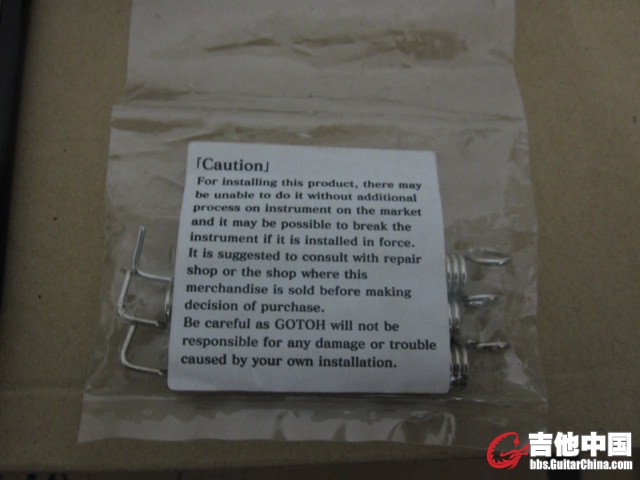 「Caution」
For installing this product, there may
be unable to do it without additional
process on instrument on the market
and it may be possible to break the
instrument if it is installed in force.
It is suggested to consult with repair
shop or the shop where this
merchandise is sold before making
decision of purchase.
Be careful as GOTOH will not be
responsible for any damage or trouble
caused by your own installation.
吉他中国
bbs.GuitarChina.com